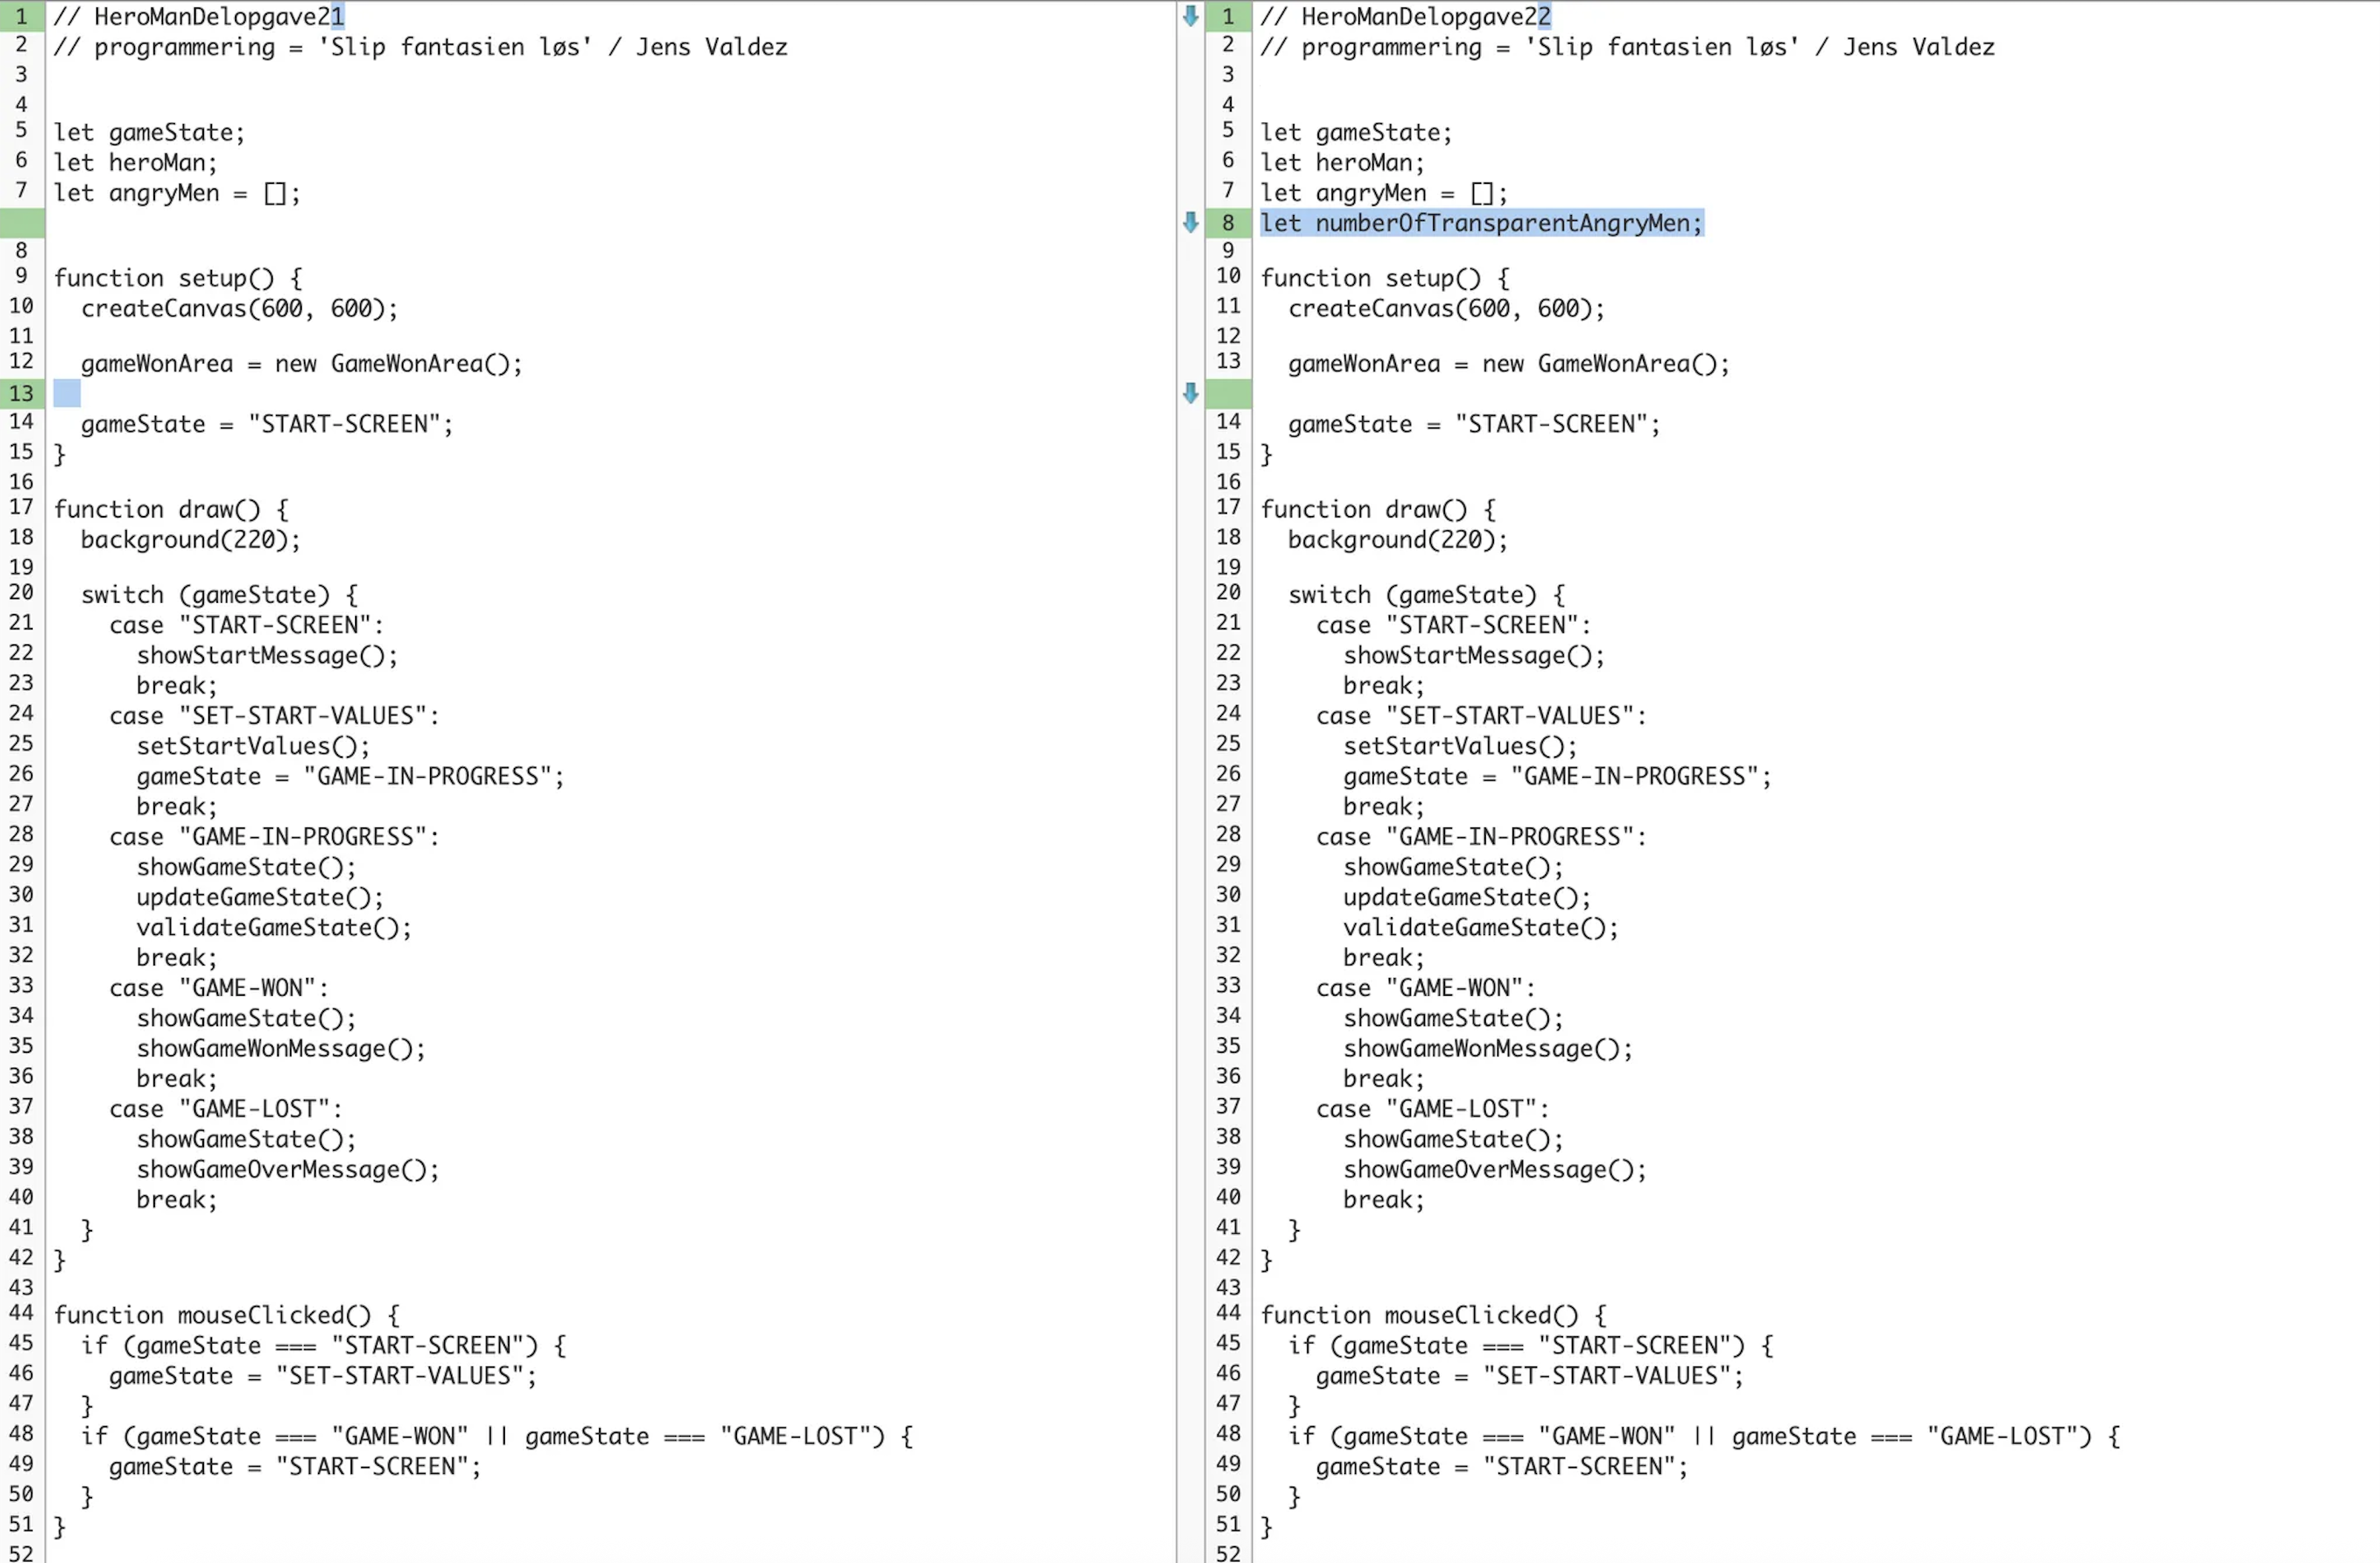 1 // HeroManDelopgave21
2 // programmering = 'Slip fantasien løs' / Jens Valdez
3
4
5 let gameState;
6 let heroMan;
7 let angryMen = [];
8
9 function setup() {
10   createCanvas(600, 600);
11
12   gameWonArea = new GameWonArea();
13
14   gameState = "START-SCREEN";
15 }
16
17 function draw() {
18   background(220);
19
20   switch (gameState) {
21     case "START-SCREEN":
22       showStartMessage();
23       break;
24     case "SET-START-VALUES":
25       setStartValues();
26       gameState = "GAME-IN-PROGRESS";
27       break;
28     case "GAME-IN-PROGRESS":
29       showGameState();
30       updateGameState();
31       validateGameState();
32       break;
33     case "GAME-WON":
34       showGameState();
35       showGameWonMessage();
36       break;
37     case "GAME-LOST":
38       showGameState();
39       showGameOverMessage();
40       break;
41   }
42 }
43
44 function mouseClicked() {
45   if (gameState === "START-SCREEN") {
46     gameState = "SET-START-VALUES";
47   }
48   if (gameState === "GAME-WON" || gameState === "GAME-LOST") {
49     gameState = "START-SCREEN";
50   }
51 }
52
1 // HeroManDelopgave22
2 // programmering = 'Slip fantasien løs' / Jens Valdez
3
4
5 let gameState;
6 let heroMan;
7 let angryMen = [];
8 let numberOfTransparentAngryMen;
9
10 function setup() {
11   createCanvas(600, 600);
12
13   gameWonArea = new GameWonArea();
14   gameState = "START-SCREEN";
15 }
16
17 function draw() {
18   background(220);
19
20   switch (gameState) {
21     case "START-SCREEN":
22       showStartMessage();
23       break;
24     case "SET-START-VALUES":
25       setStartValues();
26       gameState = "GAME-IN-PROGRESS";
27       break;
28     case "GAME-IN-PROGRESS":
29       showGameState();
30       updateGameState();
31       validateGameState();
32       break;
33     case "GAME-WON":
34       showGameState();
35       showGameWonMessage();
36       break;
37     case "GAME-LOST":
38       showGameState();
39       showGameOverMessage();
40       break;
41   }
42 }
43
44 function mouseClicked() {
45   if (gameState === "START-SCREEN") {
46     gameState = "SET-START-VALUES";
47   }
48   if (gameState === "GAME-WON" || gameState === "GAME-LOST") {
49     gameState = "START-SCREEN";
50   }
51 }
52